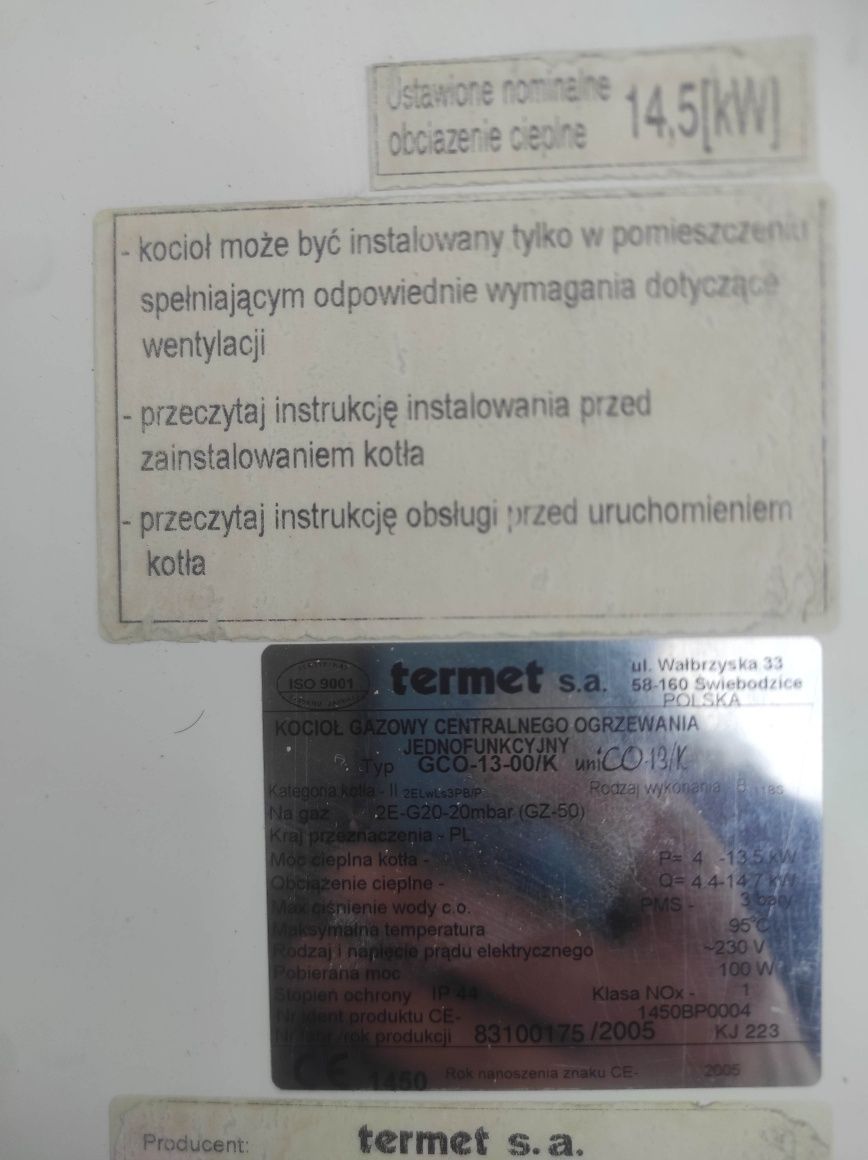 Ustawione nominalne
obciążenie cieplne 14,5[kW]
- kocioł może być instalowany tylko w pomieszczeniu
spełniającym odpowiednie wymagania dotyczące
wentylacji
- przeczytaj instrukcję instalowania przed
zainstalowaniem kotła
- przeczytaj instrukcję obsługi przed uruchomieniem
kotła
ISO 9001 termet s.a. ul. Wałbrzyska 33
58-160 Świebodzice
POLSKA
KOCIOŁ GAZOWY CENTRALNEGO OGRZEWANIA
JEDNOFUNKCYJNY
Typ GCO-13-00/K uniCO-13/K
Kategoria kotła - II 2ELwLs3PB/P Rodzaj wykonania B 11BS
Na gaz 2E-G20-20mbar (GZ-50)
Kraj przeznaczenia - PL
Moc cieplna kotła - P= 4 -13.5 kW
Obciążenie cieplne - Q= 4.4-14.7 kW
Max ciśnienie wody c.o. PMS - 3 bary
Maksymalna temperatura 95°C
Rodzaj i napięcie prądu elektrycznego ~230 V
Pobierana moc 100 W
Stopień ochrony IP 44 Klasa NOx - 1
Nr ident produktu CE- 1450BP0004
Nr fabr./rok produkcji 83100175 /2005 KJ 223
CE 1450 Rok nanoszenia znaku CE- 2005
Producent: termet s.a.